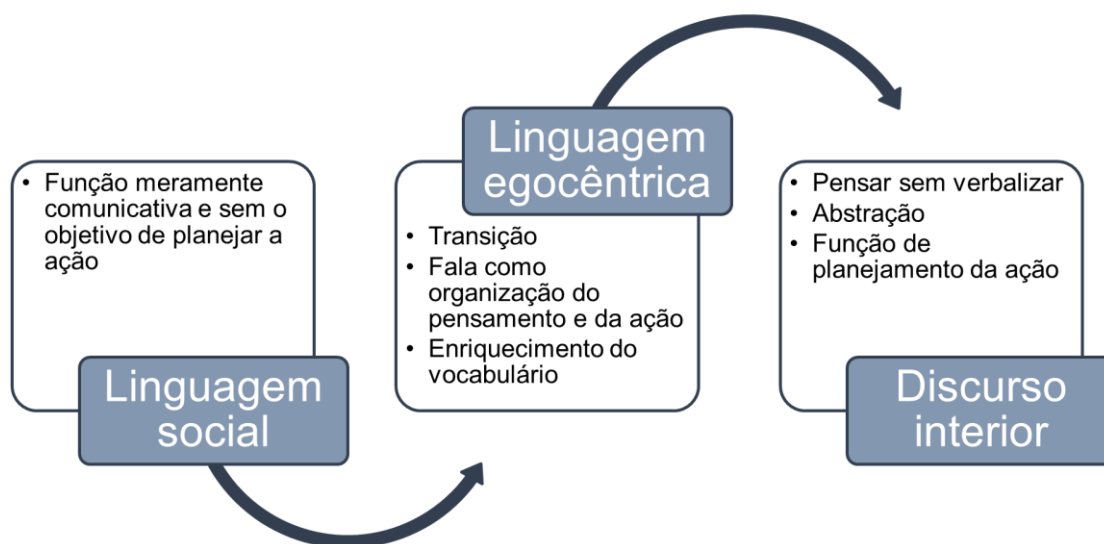 • Função meramente
comunicativa e sem o
objetivo de planejar a
ação
Linguagem
social
Linguagem
egocêntrica
• Transição
• Fala como
organização do
pensamento e da ação
• Enriquecimento do
vocabulário
• Pensar sem verbalizar
• Abstração
• Função de
planejamento da ação
Discurso
interior